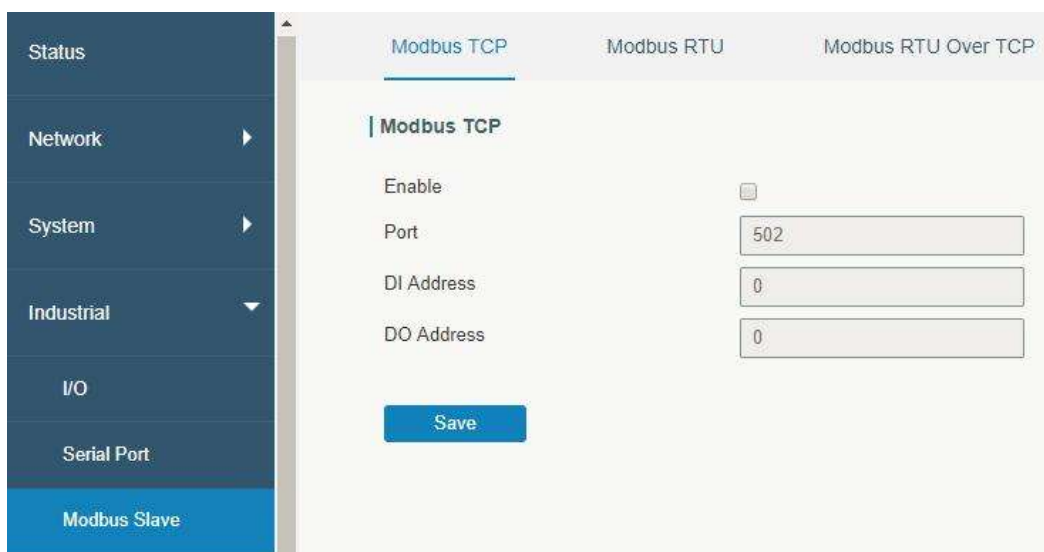 Status
Network
System
Industrial
I/O
Serial Port
Modbus Slave
Modbus TCP Modbus RTU Modbus RTU Over TCP
Modbus TCP
Enable
Port 502
DI Address 0
DO Address 0
Save